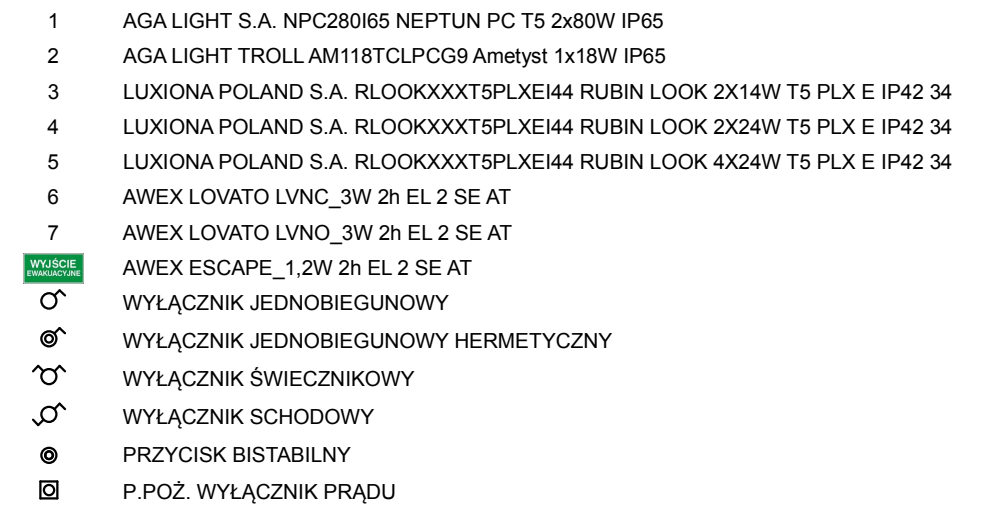 1 AGA LIGHT S.A. NPC280I65 NEPTUN PC T5 2x80W IP65
2 AGA LIGHT TROLL AM118TCLPCG9 Ametyst 1x18W IP65
3 LUXIONA POLAND S.A. RLOOKXXXT5PLXEI44 RUBIN LOOK 2X14W T5 PLX E IP42 34
4 LUXIONA POLAND S.A. RLOOKXXXT5PLXEI44 RUBIN LOOK 2X24W T5 PLX E IP42 34
5 LUXIONA POLAND S.A. RLOOKXXXT5PLXEI44 RUBIN LOOK 4X24W T5 PLX E IP42 34
6 AWEX LOVATO LVNC_3W 2h EL 2 SE AT
7 AWEX LOVATO LVNO_3W 2h EL 2 SE AT
WYJŚCIE
EWAKUACYJNE
AWEX ESCAPE_1,2W 2h EL 2 SE AT
WYŁĄCZNIK JEDNOBIEGUNOWY
WYŁĄCZNIK JEDNOBIEGUNOWY HERMETYCZNY
WYŁĄCZNIK ŚWIECZNIKOWY
WYŁĄCZNIK SCHODOWY
PRZYCISK BISTABILNY
P.POŻ. WYŁĄCZNIK PRĄDU